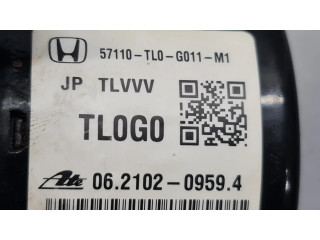 57110-TL0-G011-M1
JP TLVVV
TL0G0
Ate 06.2102-0959.4